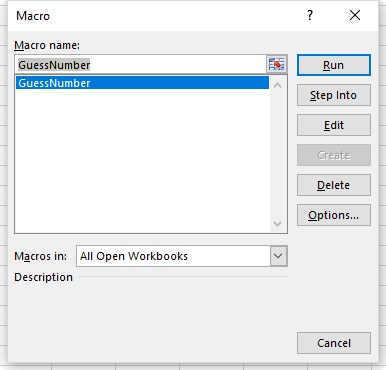 Macro
Macro name:
GuessNumber
GuessNumber
Run
Step Into
Edit
Create
Delete
Options...
Macros in:
All Open Workbooks
Description
Cancel